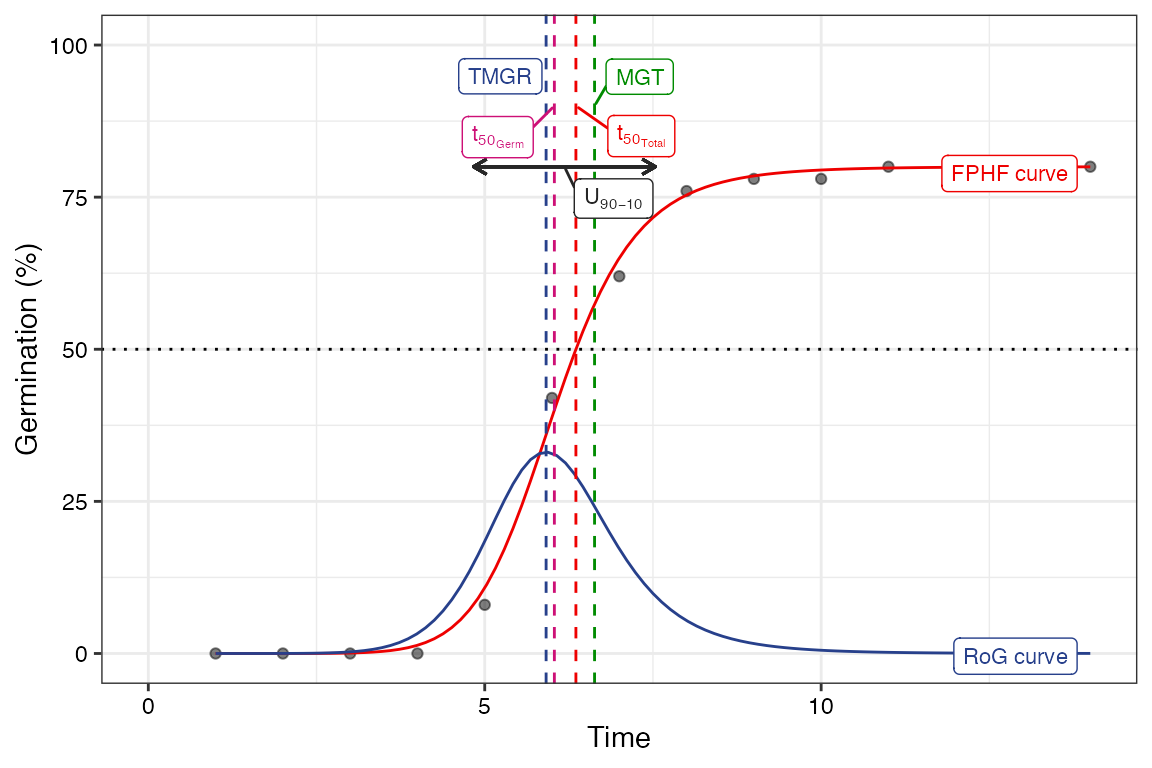 100
75
50
25
0
0
5
10
Germination (%)
Time
TMGR
MGT
t50Germ
t50Total
U90−10
FPHF curve
RoG curve